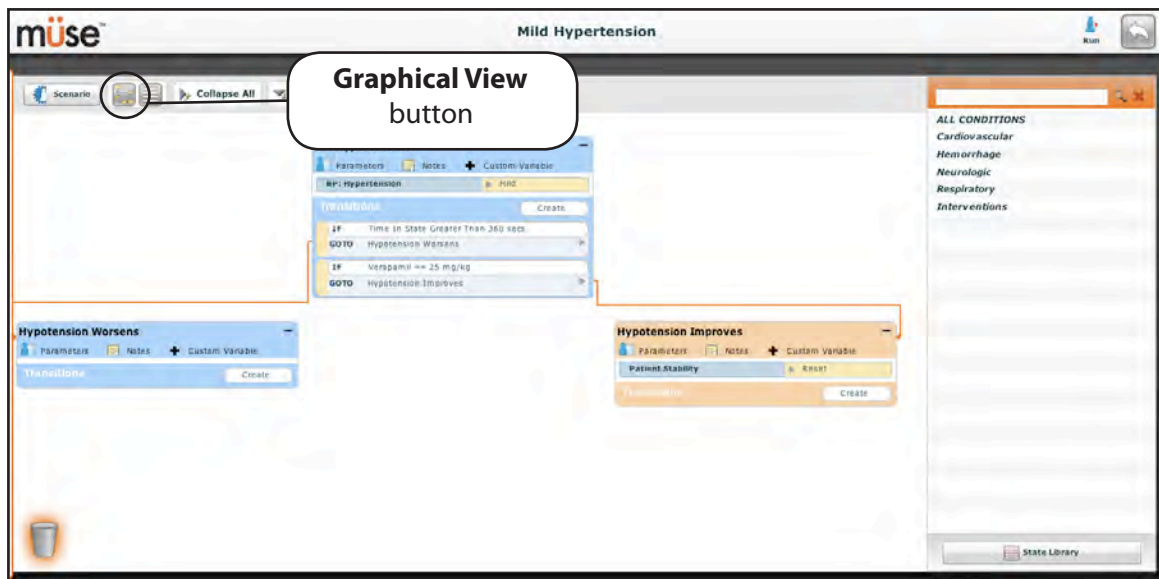 müse™
Mild Hypertension
Run
Scenario
Collapse All
Graphical View
button
Parameters Notes Custom Variable
BP: Hypertension Mild
Transitions Create
IF Time in State Greater Than 360 secs
GOTO Hypotension Worsens
IF Verapamil == 25 mg/kg
GOTO Hypotension Improves
Hypotension Worsens
Parameters Notes Custom Variable
Transitions Create
Hypotension Improves
Parameters Notes Custom Variable
Patient Stability Reset
Transitions Create
ALL CONDITIONS
Cardiovascular
Hemorrhage
Neurologic
Respiratory
Interventions
State Library